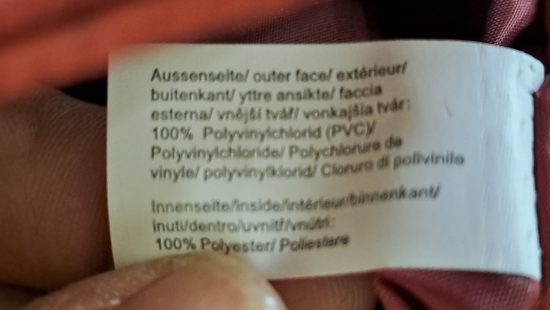 Aussenseite/ outer face/ extérieur/
buitenkant/ yttre ansikte/ faccia
esterna/ vnější tvář/ vonkajšia tvár:
100% Polyvinylchlorid (PVC)/
Polyvinylchloride/ Polychlorure de
vinyle/ polyvinylklorid/ Cloruro di polivinile
Innenseite/inside/intérieur/binnenkant/
inuti/dentro/uvnitř/vnútri:
100% Polyester/ Poliestere